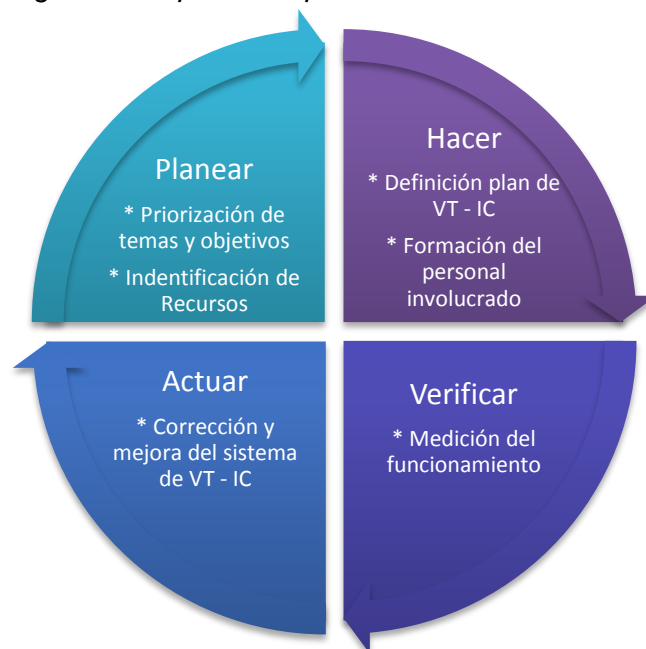 Planear
* Priorización de
temas y objetivos
* Indentificación de
Recursos
Hacer
* Definición plan de
VT - IC
* Formación del
personal
involucrado
Verificar
* Medición del
funcionamiento
Actuar
* Corrección y
mejora del sistema
de VT - IC